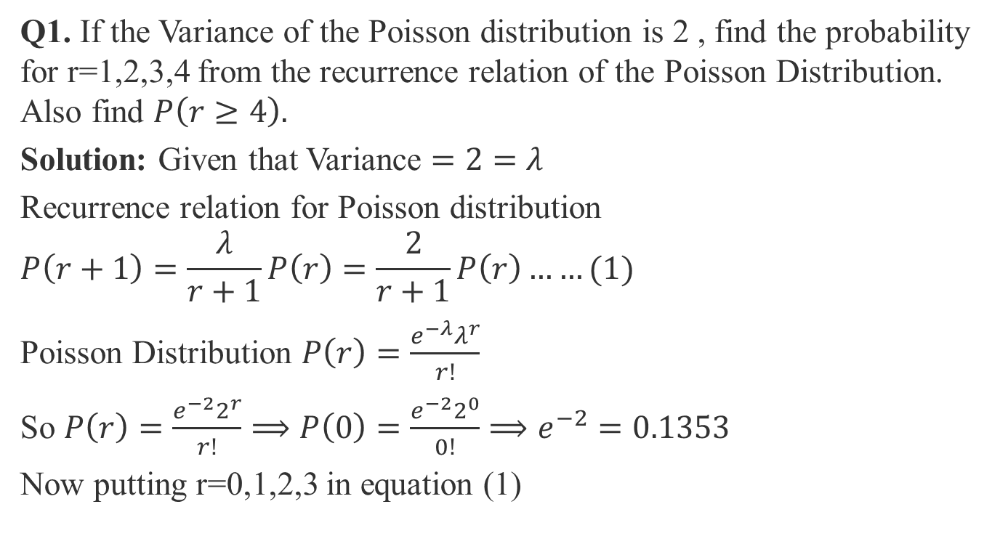 Q1. If the Variance of the Poisson distribution is 2 , find the probability
for r=1,2,3,4 from the recurrence relation of the Poisson Distribution.
Also find P(r ≥ 4).
Solution: Given that Variance = 2 = λ
Recurrence relation for Poisson distribution
P(r + 1) = λ/(r + 1) P(r) = 2/(r + 1) P(r) … … (1)
Poisson Distribution P(r) = e^{−λ}λ^r/r!
So P(r) = e^{−2}2^r/r! ⟹ P(0) = e^{−2}2^0/0! ⟹ e^{−2} = 0.1353
Now putting r=0,1,2,3 in equation (1)